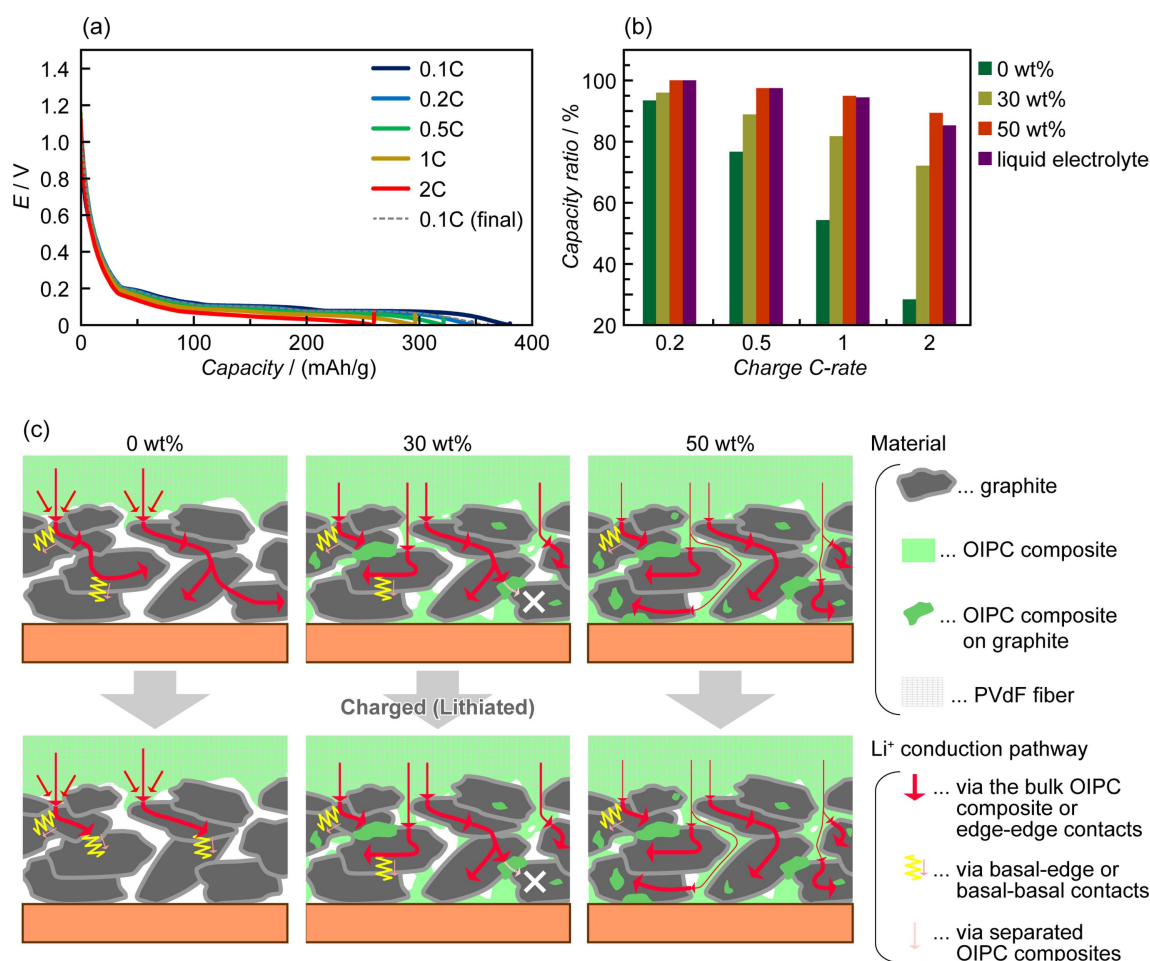 (a)
1.4
1.2
1.0
0.8
0.6
0.4
0.2
0
E / V
0
100
200
300
400
Capacity / (mAh/g)
0.1C
0.2C
0.5C
1C
2C
0.1C (final)
(b)
100
80
60
40
20
Capacity ratio / %
0.2
0.5
1
2
Charge C-rate
0 wt%
30 wt%
50 wt%
liquid electrolyte
(c)
0 wt%
30 wt%
50 wt%
Charged (Lithiated)
Material
... graphite
... OIPC composite
... OIPC composite
on graphite
... PVdF fiber
Li⁺ conduction pathway
... via the bulk OIPC
composite or
edge-edge contacts
... via basal-edge or
basal-basal contacts
... via separated
OIPC composites